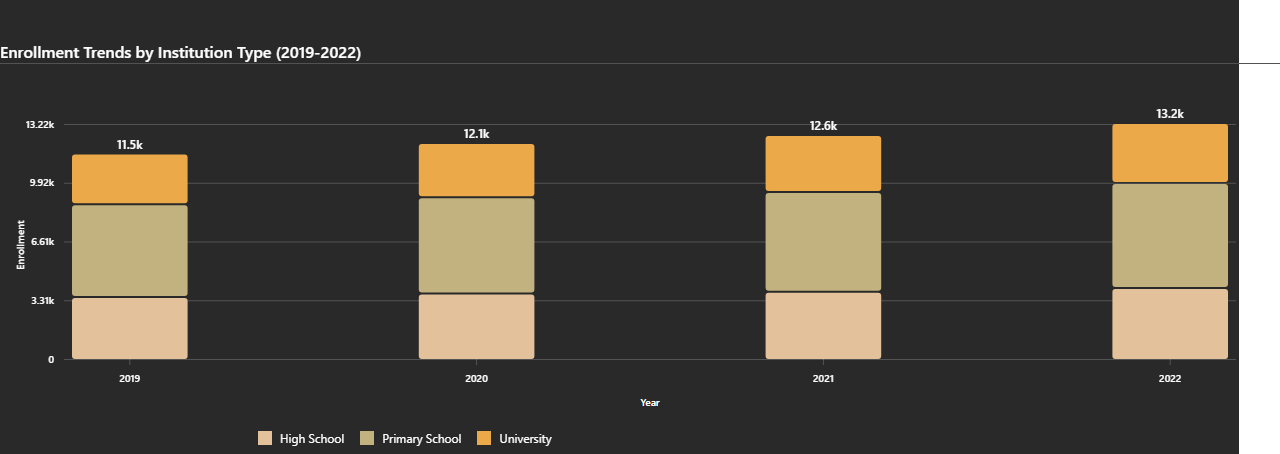 Enrollment Trends by Institution Type (2019-2022)
13.22k
9.92k
6.61k
3.31k
0
Enrollment
11.5k
12.1k
12.6k
13.2k
2019
2020
2021
2022
Year
High School
Primary School
University